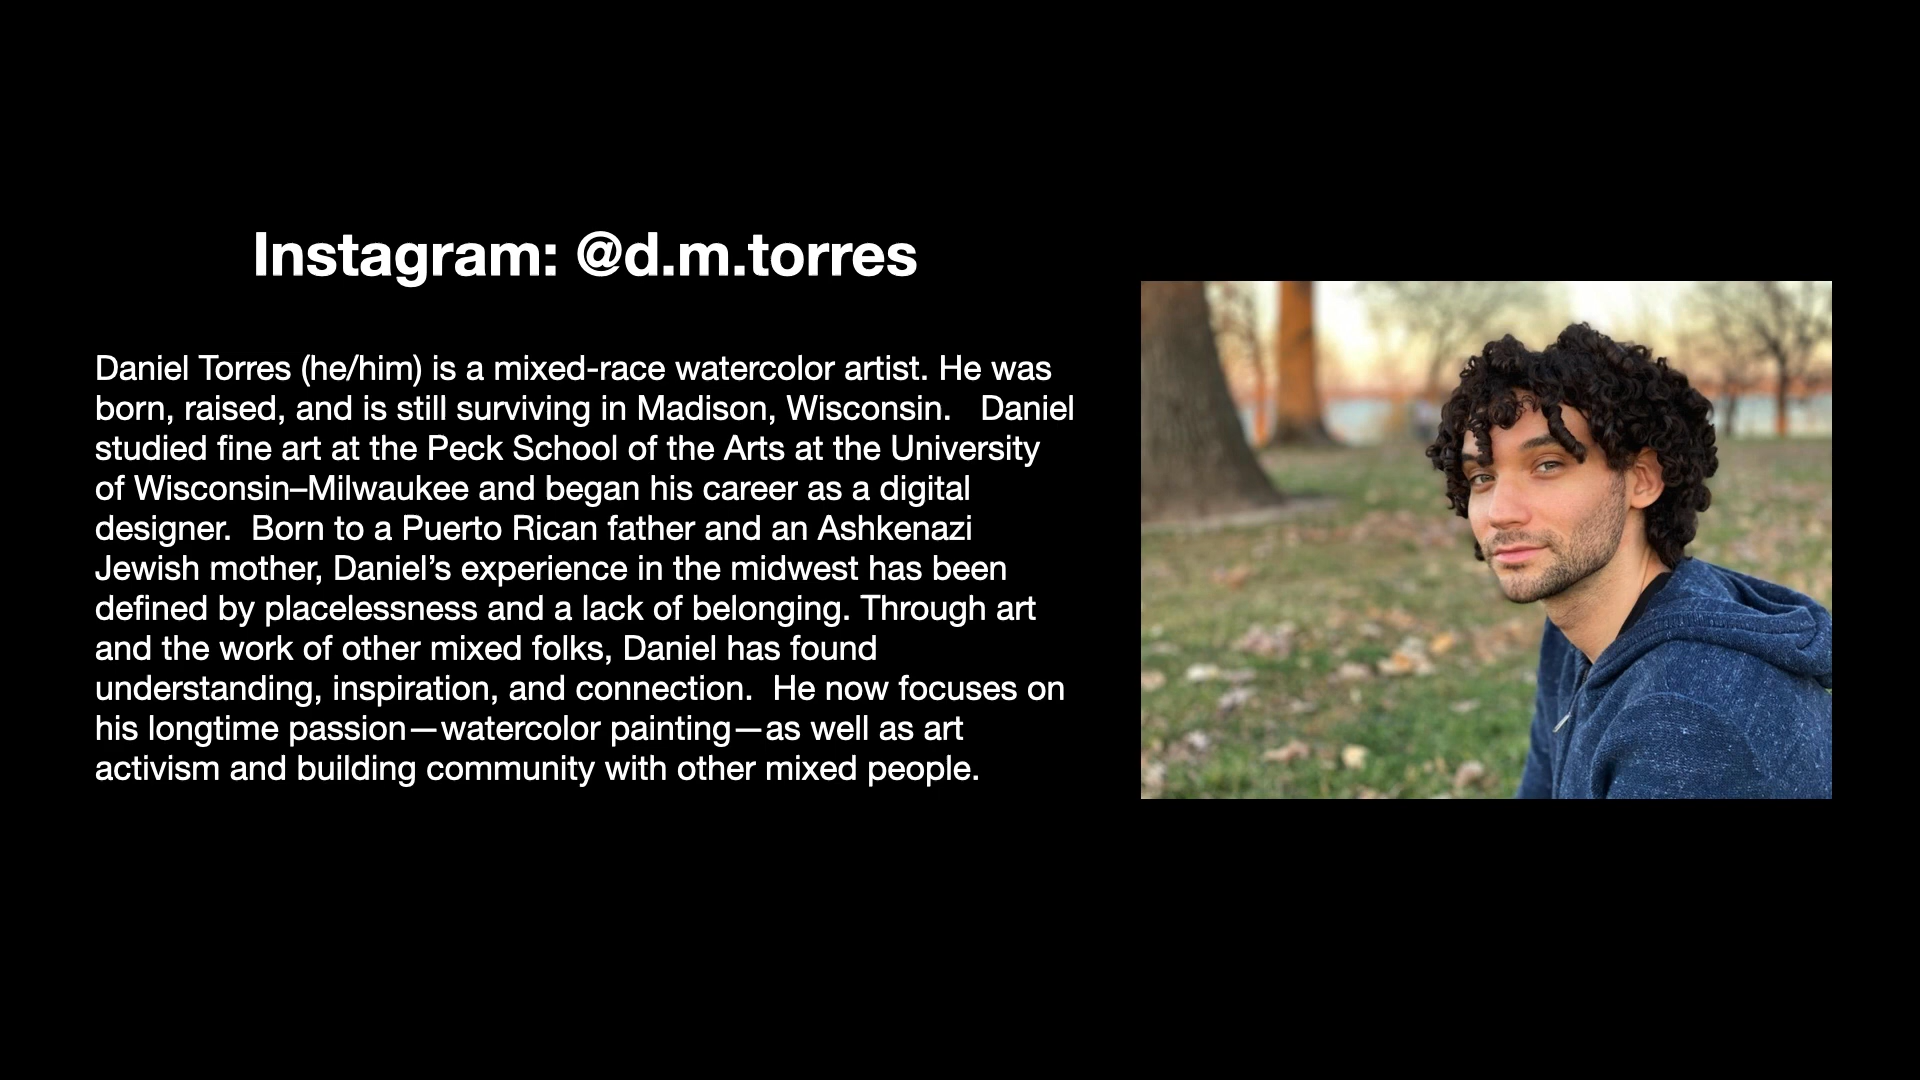 Instagram: @d.m.torres
Daniel Torres (he/him) is a mixed-race watercolor artist. He was
born, raised, and is still surviving in Madison, Wisconsin.   Daniel
studied fine art at the Peck School of the Arts at the University
of Wisconsin–Milwaukee and began his career as a digital
designer.  Born to a Puerto Rican father and an Ashkenazi
Jewish mother, Daniel’s experience in the midwest has been
defined by placelessness and a lack of belonging. Through art
and the work of other mixed folks, Daniel has found
understanding, inspiration, and connection.  He now focuses on
his longtime passion—watercolor painting—as well as art
activism and building community with other mixed people.